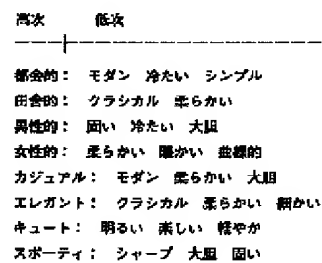 高次 低次
都会的： モダン 冷たい シンプル
田舎的： クラシカル 柔らかい
男性的： 固い 冷たい 大胆
女性的： 柔らかい 暖かい 曲線的
カジュアル： モダン 柔らかい 大胆
エレガント： クラシカル 柔らかい 細かい
キュート： 明るい 楽しい 軽やか
スポーティ： シャープ 大胆 固い